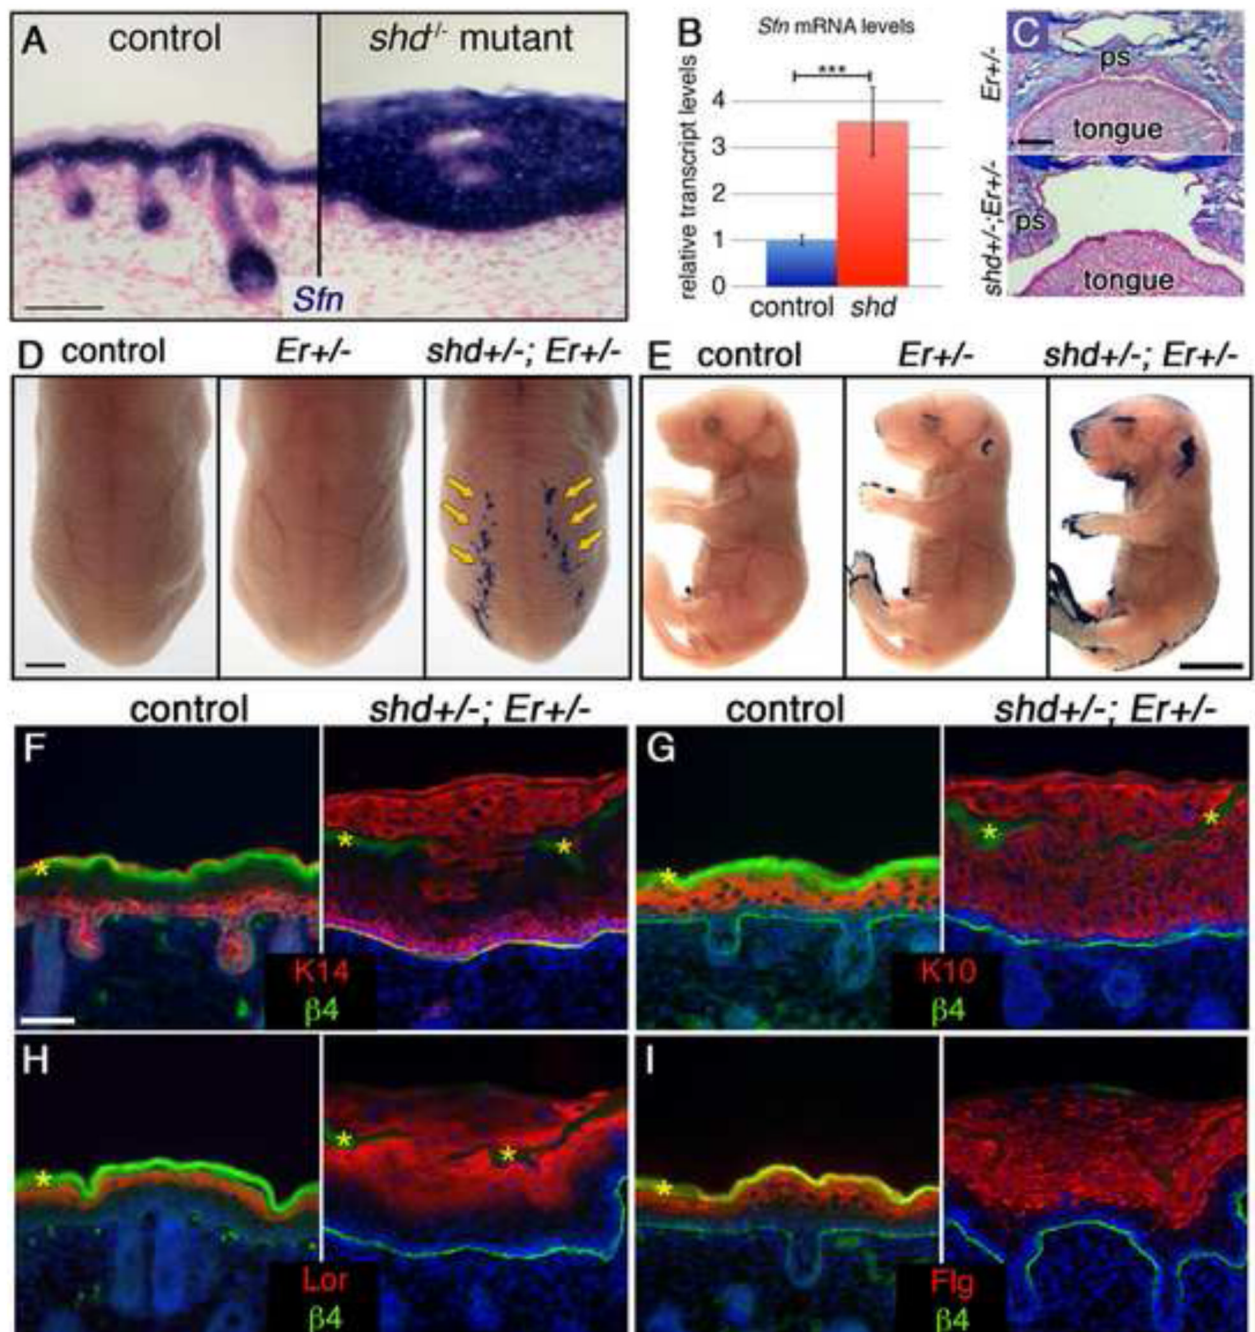 A
control
shd-/- mutant
Sfn
B
Sfn mRNA levels
***
relative transcript levels
4
3
2
1
0
control shd
C
Er+/-
ps
tongue
shd+/-;Er+/-
ps
tongue
D control Er+/- shd+/-; Er+/-
E control Er+/- shd+/-; Er+/-
control shd+/-; Er+/-
control shd+/-; Er+/-
F
*
*
*
K14
β4
G
*
*
*
K10
β4
H
*
*
*
Lor
β4
I
*
Flg
β4